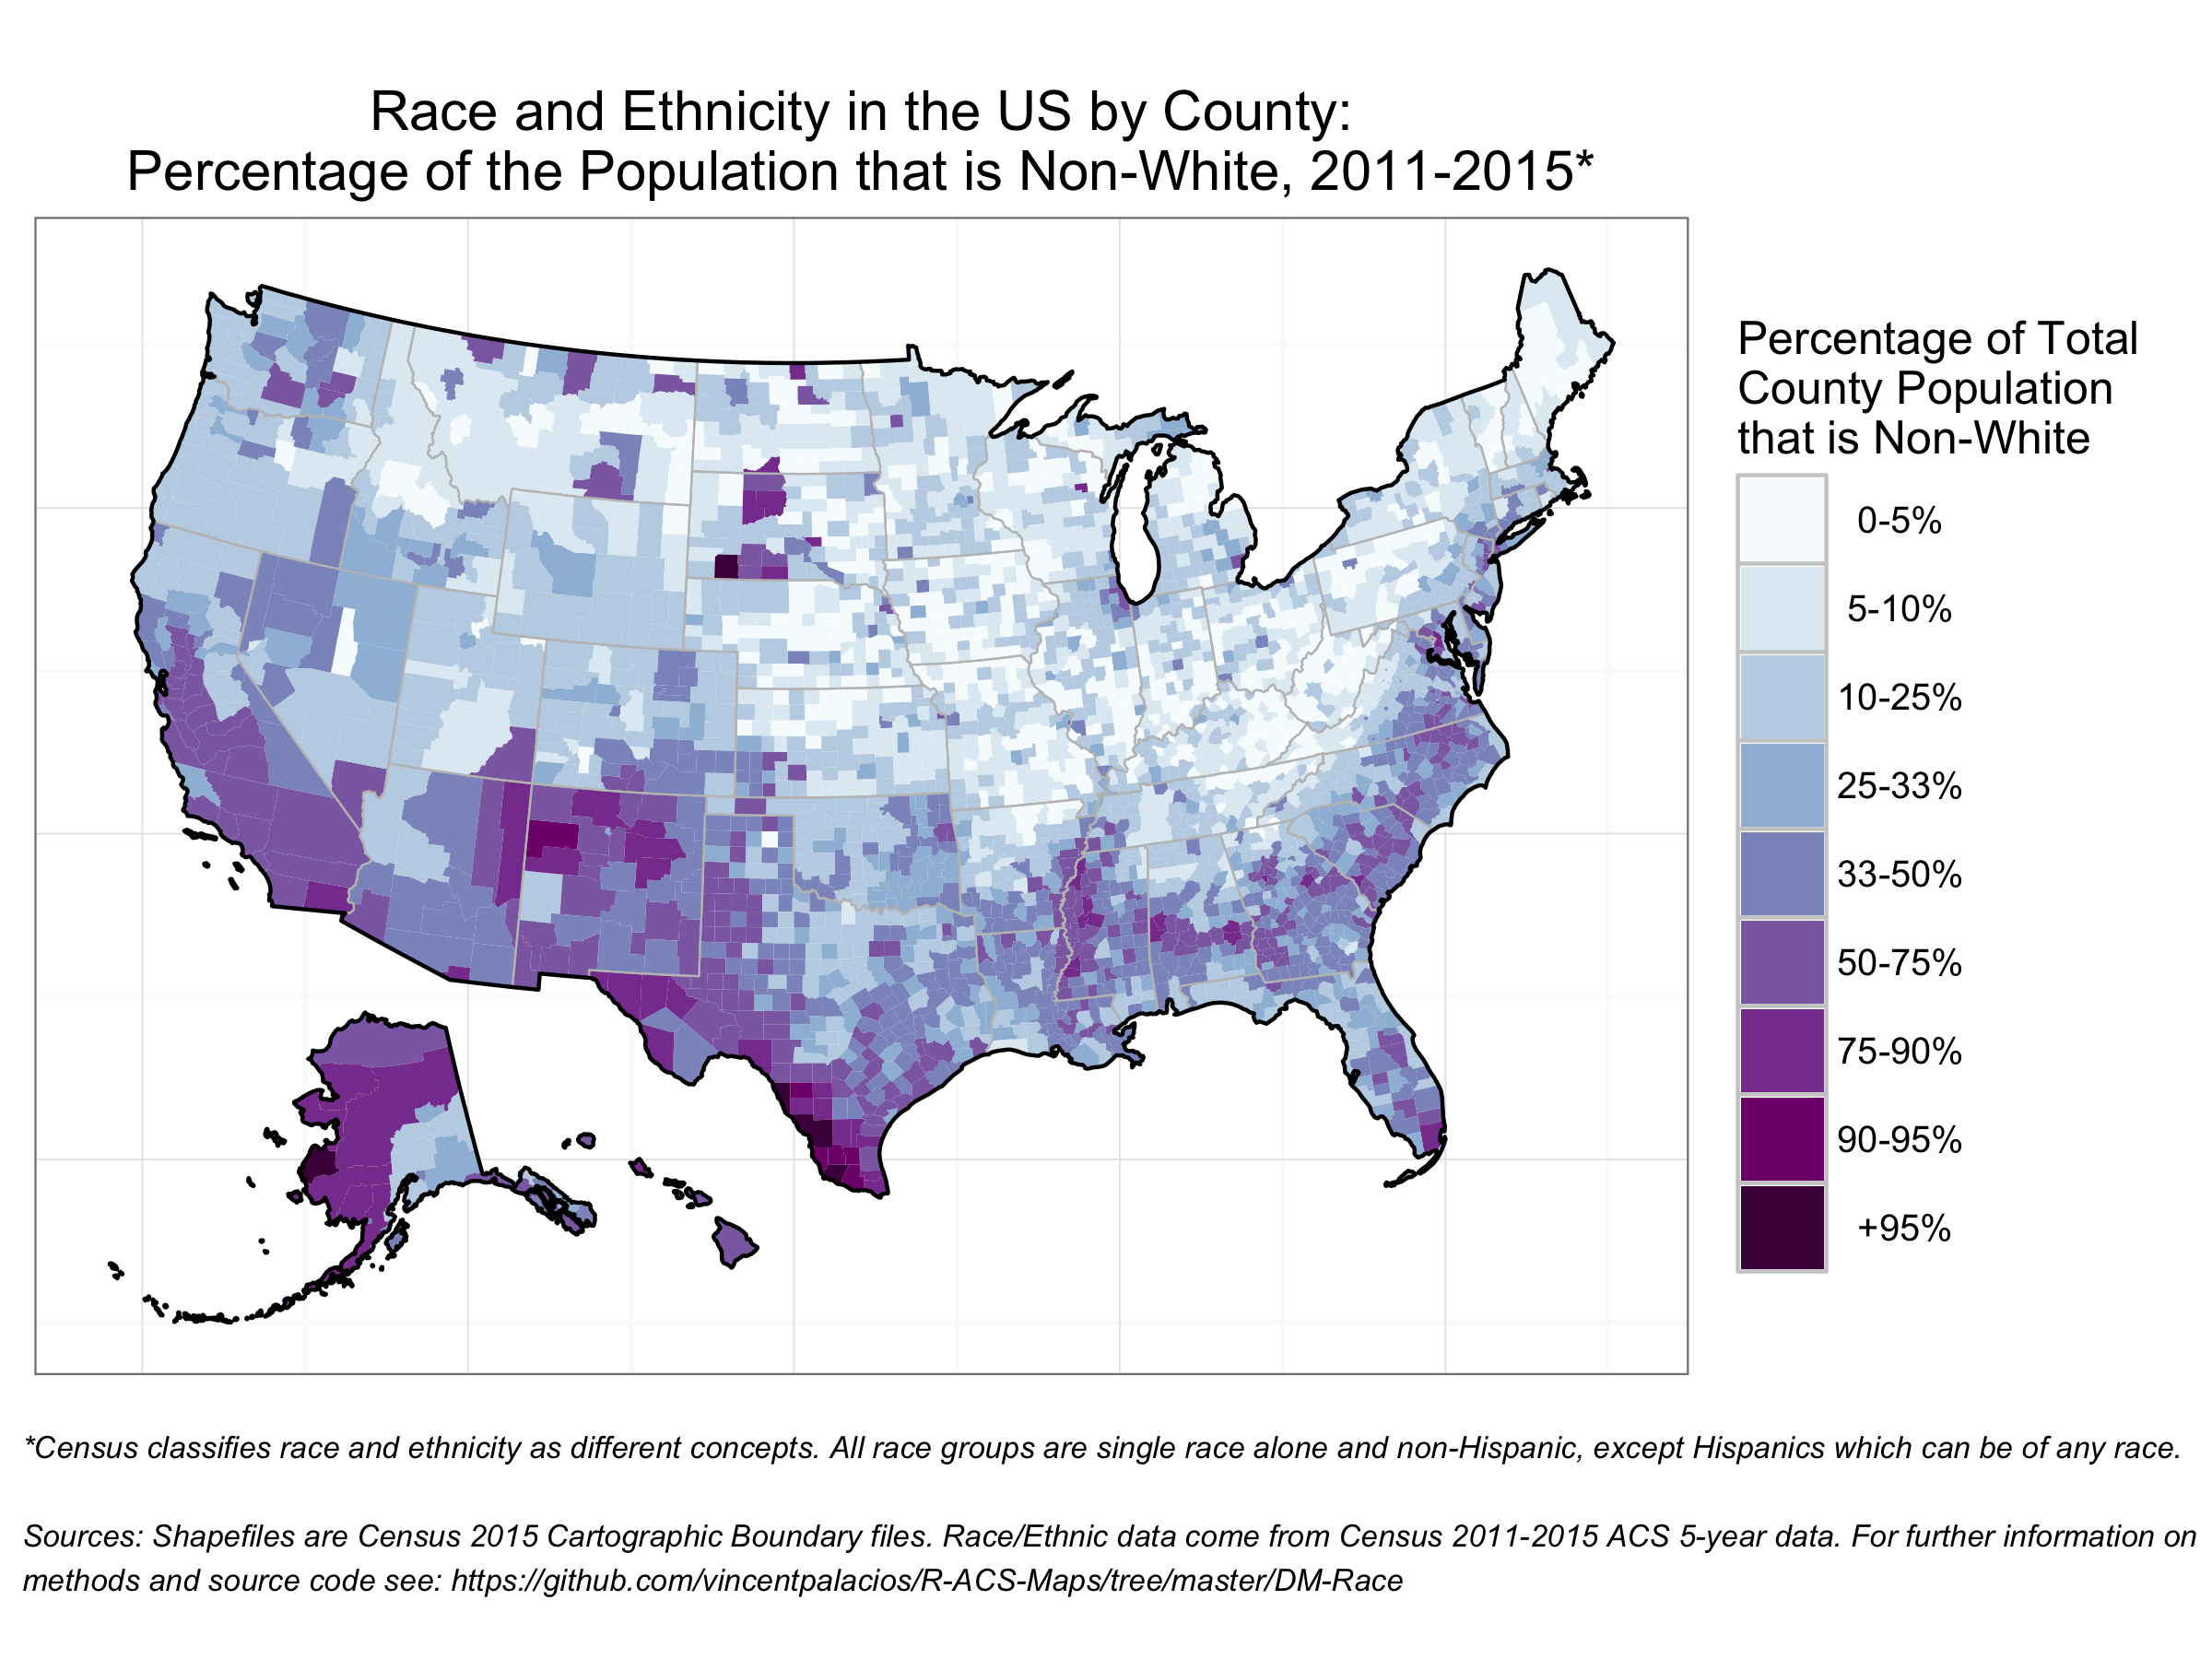 Race and Ethnicity in the US by County:
Percentage of the Population that is Non-White, 2011-2015*
Percentage of Total
County Population
that is Non-White
0-5%
5-10%
10-25%
25-33%
33-50%
50-75%
75-90%
90-95%
+95%
*Census classifies race and ethnicity as different concepts. All race groups are single race alone and non-Hispanic, except Hispanics which can be of any race.
Sources: Shapefiles are Census 2015 Cartographic Boundary files. Race/Ethnic data come from Census 2011-2015 ACS 5-year data. For further information on
methods and source code see: https://github.com/vincentpalacios/R-ACS-Maps/tree/master/DM-Race